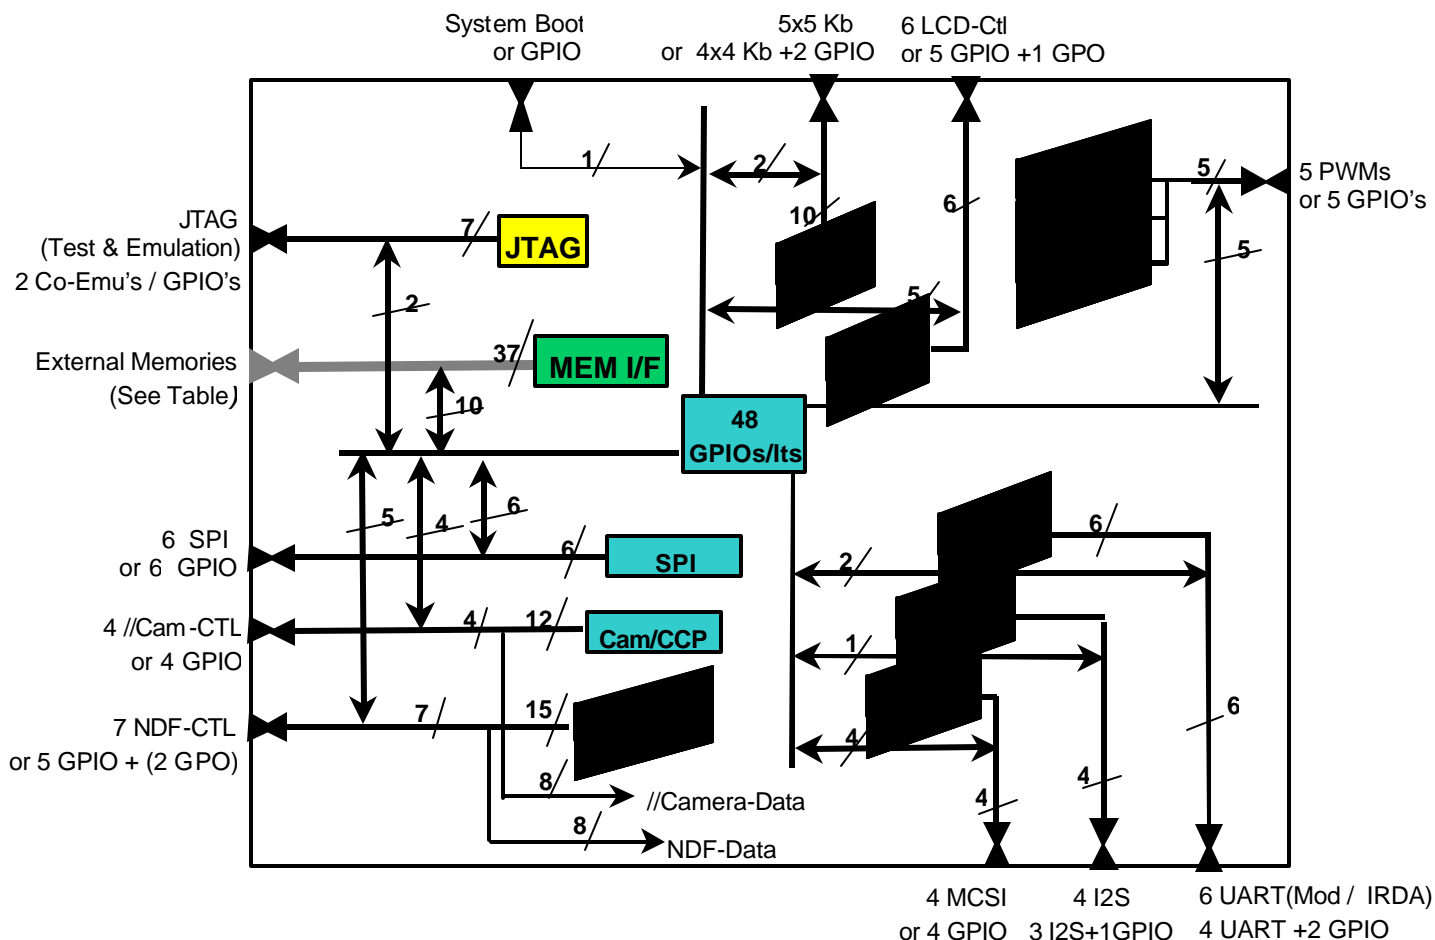 System Boot
or GPIO
5x5 Kb
or 4x4 Kb +2 GPIO
6 LCD-Ctl
or 5 GPIO +1 GPO
1
2
10
6
5
5 PWMs
or 5 GPIO's
5
5
JTAG
(Test & Emulation)
2 Co-Emu's / GPIO's
7
JTAG
2
External Memories
(See Table)
37
MEM I/F
10
48
GPIOs/Its
5
4
6
6 SPI
or 6 GPIO
6
SPI
4 //Cam-CTL
or 4 GPIO
4
12
Cam/CCP
7 NDF-CTL
or 5 GPIO + (2 GPO)
7
15
8
//Camera-Data
8
NDF-Data
6
2
1
4
6
4
4
4 MCSI
or 4 GPIO
4 I2S
3 I2S+1GPIO
6 UART(Mod / IRDA)
4 UART +2 GPIO